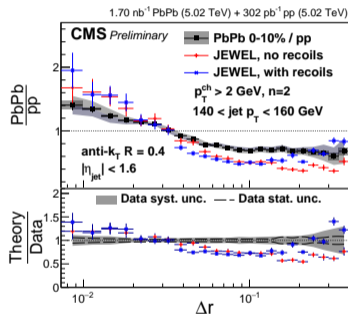 1.70 nb⁻¹ PbPb (5.02 TeV) + 302 pb⁻¹ pp (5.02 TeV)
CMS Preliminary
PbPb 0-10% / pp
JEWEL, no recoils
JEWEL, with recoils
p_T^ch > 2 GeV, n=2
140 < jet p_T < 160 GeV
anti-k_T R = 0.4
|η_jet| < 1.6
PbPb
pp
2
1
Data syst. unc.
Data stat. unc.
Theory
Data
2
1
0
10⁻²
10⁻¹
Δr